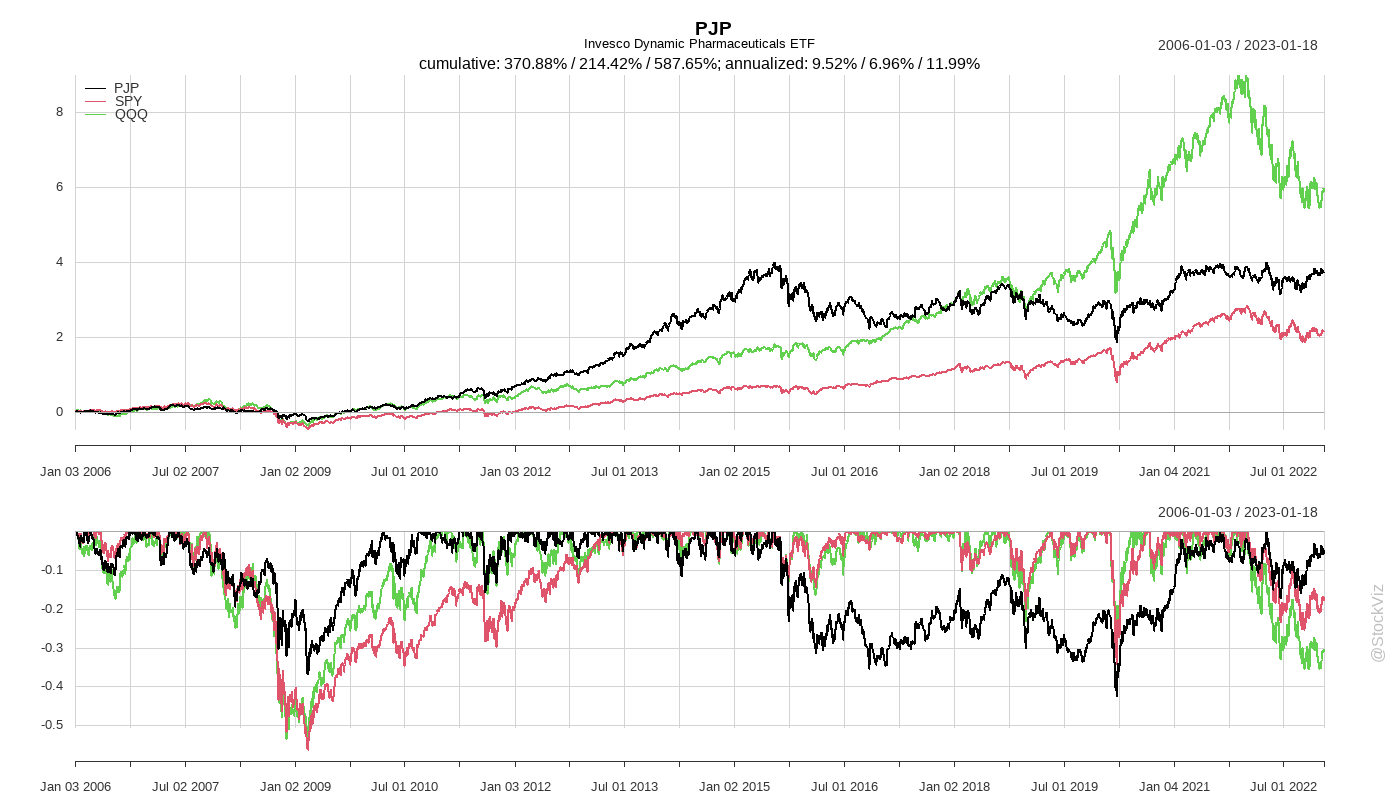 PJP
Invesco Dynamic Pharmaceuticals ETF
2006-01-03 / 2023-01-18
cumulative: 370.88% / 214.42% / 587.65%; annualized: 9.52% / 6.96% / 11.99%
PJP
SPY
QQQ
8
6
4
2
0
Jan 03 2006 Jul 02 2007 Jan 02 2009 Jul 01 2010 Jan 03 2012 Jul 01 2013 Jan 02 2015 Jul 01 2016 Jan 02 2018 Jul 01 2019 Jan 04 2021 Jul 01 2022
2006-01-03 / 2023-01-18
-0.1
-0.2
-0.3
-0.4
-0.5
Jan 03 2006 Jul 02 2007 Jan 02 2009 Jul 01 2010 Jan 03 2012 Jul 01 2013 Jan 02 2015 Jul 01 2016 Jan 02 2018 Jul 01 2019 Jan 04 2021 Jul 01 2022
@StockViz